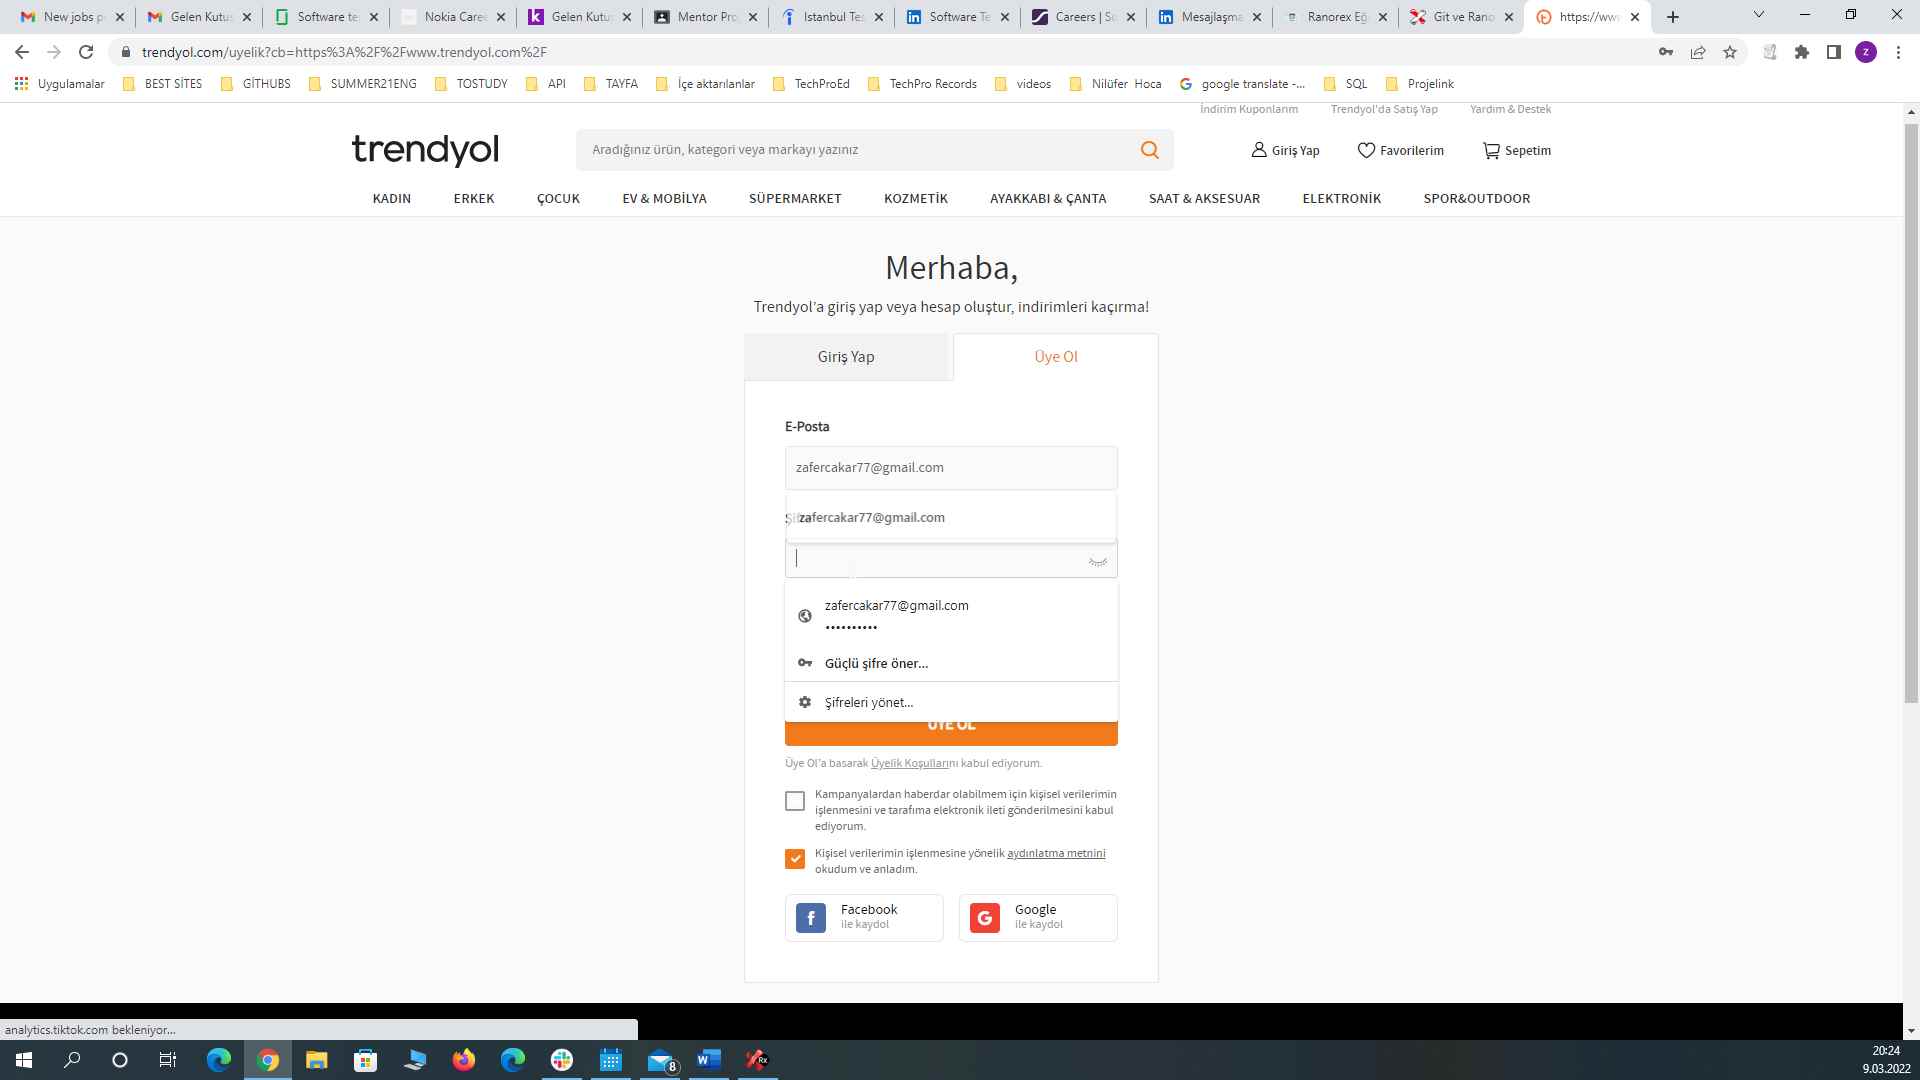 New jobs p
Gelen Kutus
Software te
Nokia Caree
Gelen Kutus
Mentor Pro
Istanbul Tes
Software Te
Careers | So
Mesajlaşma
Ranorex Eğ
Git ve Rano
https://www
trendyol.com/uyelik?cb=https%3A%2F%2Fwww.trendyol.com%2F
Z
Uygulamalar
BEST SİTES
GİTHUBS
SUMMER21ENG
TOSTUDY
API
TAYFA
İçe aktarılanlar
TechProEd
TechPro Records
videos
Nilüfer Hoca
google translate -...
SQL
Projelink
İndirim Kuponlarım
Trendyol'da Satış Yap
Yardım & Destek
trendyol
Aradığınız ürün, kategori veya markayı yazınız
Giriş Yap
Favorilerim
Sepetim
KADIN
ERKEK
ÇOCUK
EV & MOBİLYA
SÜPERMARKET
KOZMETİK
AYAKKABI & ÇANTA
SAAT & AKSESUAR
ELEKTRONİK
SPOR&OUTDOOR
Merhaba,
Trendyol'a giriş yap veya hesap oluştur, indirimleri kaçırma!
Giriş Yap
Üye Ol
E-Posta
zafercakar77@gmail.com
zafercakar77@gmail.com
zafercakar77@gmail.com
••••••••••
Güçlü şifre öner...
Şifreleri yönet...
ÜYE OL
Üye Ol'a basarak Üyelik Koşullarını kabul ediyorum.
Kampanyalardan haberdar olabilmem için kişisel verilerimin
işlenmesini ve tarafıma elektronik ileti gönderilmesini kabul
ediyorum.
Kişisel verilerimin işlenmesine yönelik aydınlatma metnini
okudum ve anladım.
Facebook
ile kaydol
Google
ile kaydol
analytics.tiktok.com bekleniyor...
8
20:24
9.03.2022